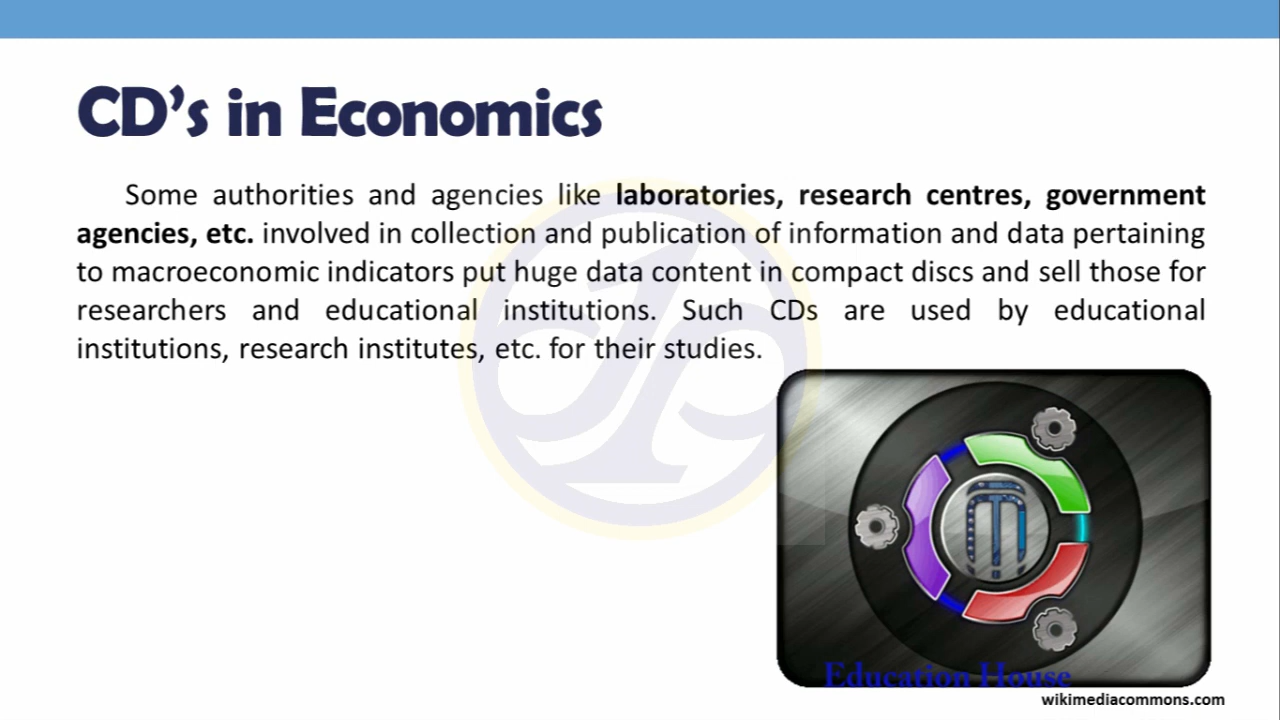 CD’s in Economics
Some authorities and agencies like laboratories, research centres, government
agencies, etc. involved in collection and publication of information and data pertaining
to macroeconomic indicators put huge data content in compact discs and sell those for
researchers and educational institutions. Such CDs are used by educational
institutions, research institutes, etc. for their studies.
Education House
wikimediacommons.com